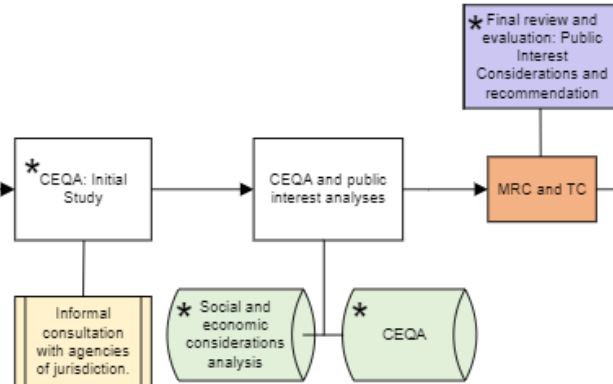 * Final review and
evaluation: Public
Interest
Considerations and
recommendation
* CEQA: Initial
Study
CEQA and public
interest analyses
MRC and TC
Informal
consultation
with agencies
of jurisdiction.
* Social and
economic
considerations
analysis
* CEQA